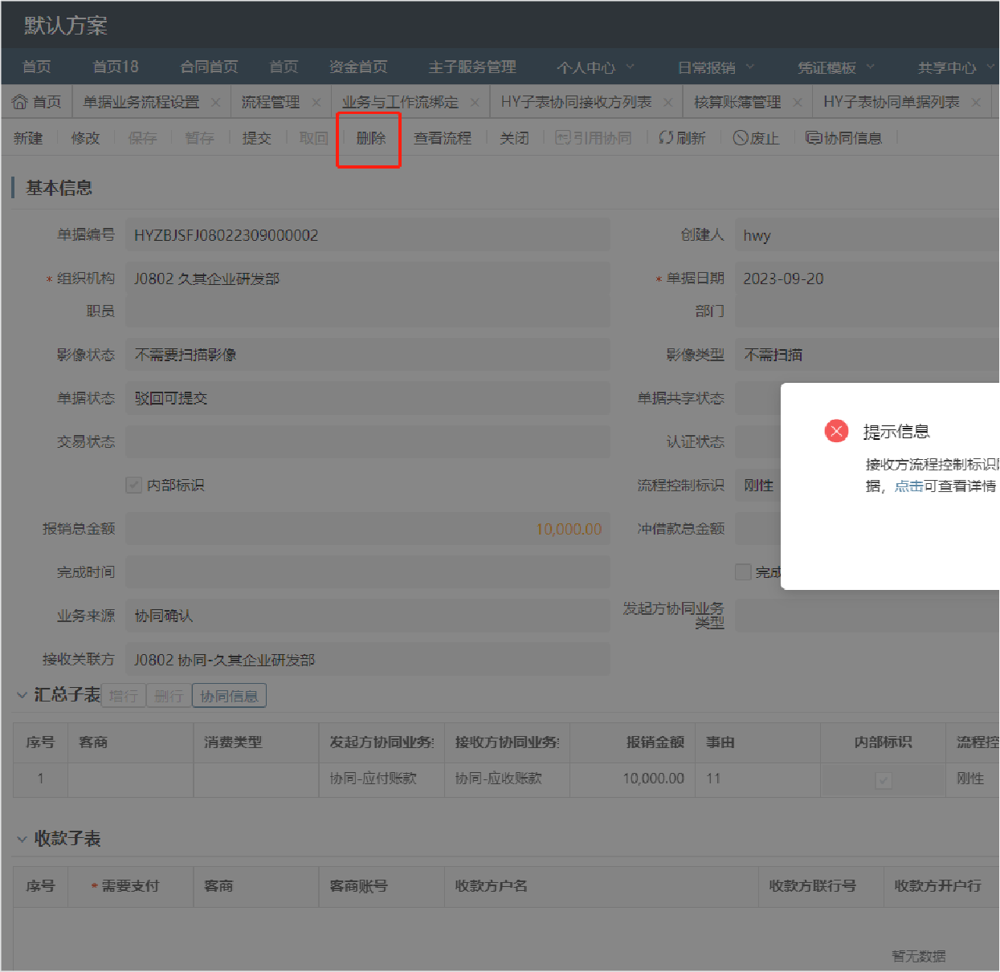 默认方案
首页 首页18 合同首页 首页 资金首页 主子服务管理 个人中心 日常报销 凭证模板 共享中心
首页 单据业务流程设置 流程管理 业务与工作流绑定 HY子表协同接收方列表 核算账簿管理 HY子表协同单据列表
新建 修改 保存 暂存 提交 取回 删除 查看流程 关闭 引用协同 刷新 废止 协同信息
基本信息
单据编号 HYZBJSFJ08022309000002 创建人 hwy
* 组织机构 J0802 久其企业研发部 * 单据日期 2023-09-20
职员 部门
影像状态 不需要扫描影像 影像类型 不需扫描
单据状态 驳回可提交 单据共享状态
交易状态 认证状态
提示信息
接收方流程控制标识
据，点击可查看详情
内部标识 流程控制标识 刚性
报销总金额 10,000.00 冲借款总金额
完成时间 完成
业务来源 协同确认 发起方协同业务
类型
接收关联方 J0802 协同-久其企业研发部
汇总子表 增行 删行 协同信息
序号 客商 消费类型 发起方协同业务: 接收方协同业务: 报销金额 事由 内部标识 流程控
1 协同-应付账款 协同-应收账款 10,000.00 11 刚性
收款子表
序号 * 需要支付 客商 客商账号 收款方户名 收款方联行号 收款方开户行
暂无数据